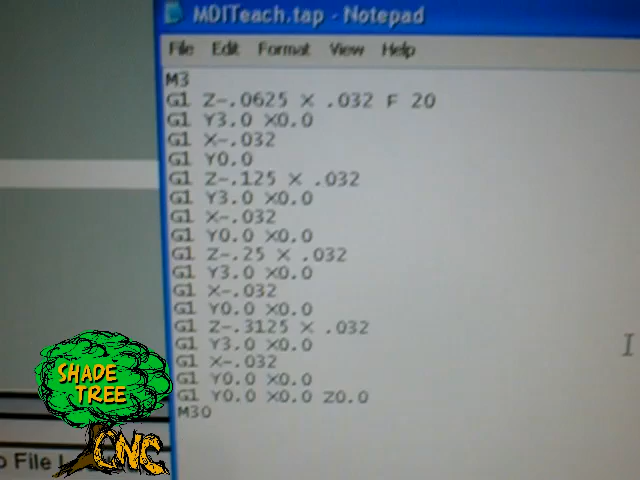 MDITeach.tap - Notepad
File Edit Format View Help
M3
G1 Z-.0625 X .032 F 20
G1 Y3.0 X0.0
G1 X-.032
G1 Y0.0
G1 Z-.125 X .032
G1 Y3.0 X0.0
G1 X-.032
G1 Y0.0 X0.0
G1 Z-.25 X .032
G1 Y3.0 X0.0
G1 X-.032
G1 Y0.0 X0.0
G1 Z-.3125 X .032
G1 Y3.0 X0.0
G1 X-.032
G1 Y0.0 X0.0
G1 Y0.0 X0.0 Z0.0
M30
SHADE
TREE
CNC
File